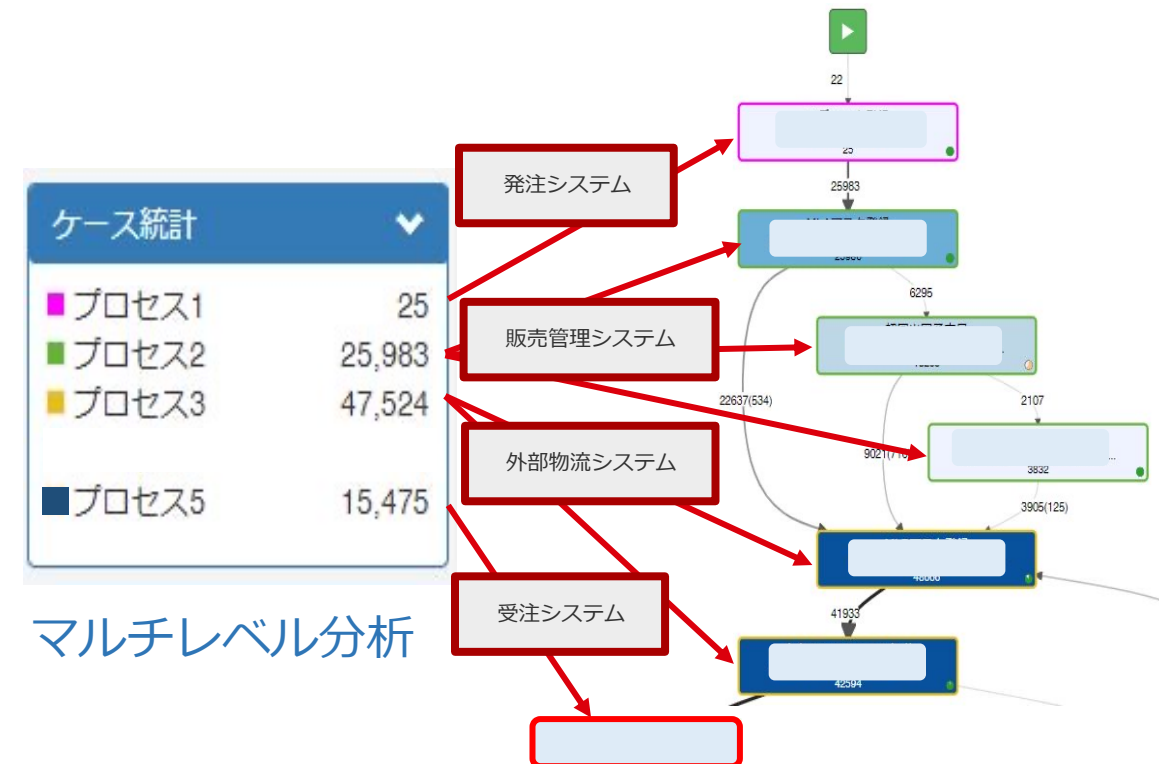 ケース統計
プロセス1 25
プロセス2 25,983
プロセス3 47,524
プロセス5 15,475
マルチレベル分析
発注システム
販売管理システム
外部物流システム
受注システム
22
25
25983
6295
22637(534)
2107
3832
3905(125)
41933
42594